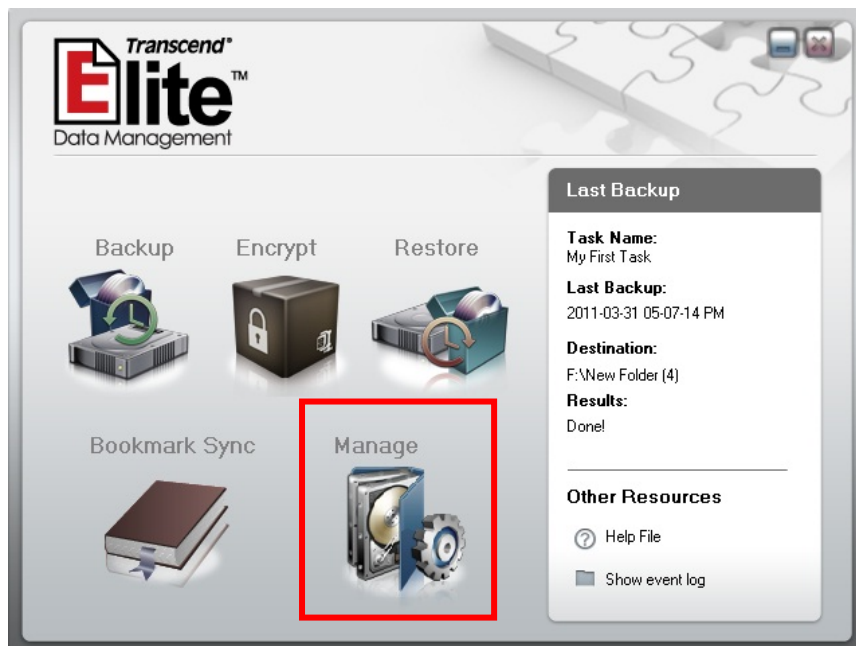 Transcend®
Elite™
Data Management
Backup
Encrypt
Restore
Bookmark Sync
Manage
Last Backup
Task Name:
My First Task
Last Backup:
2011-03-31 05-07-14 PM
Destination:
F:\New Folder (4)
Results:
Done!
Other Resources
? Help File
Show event log